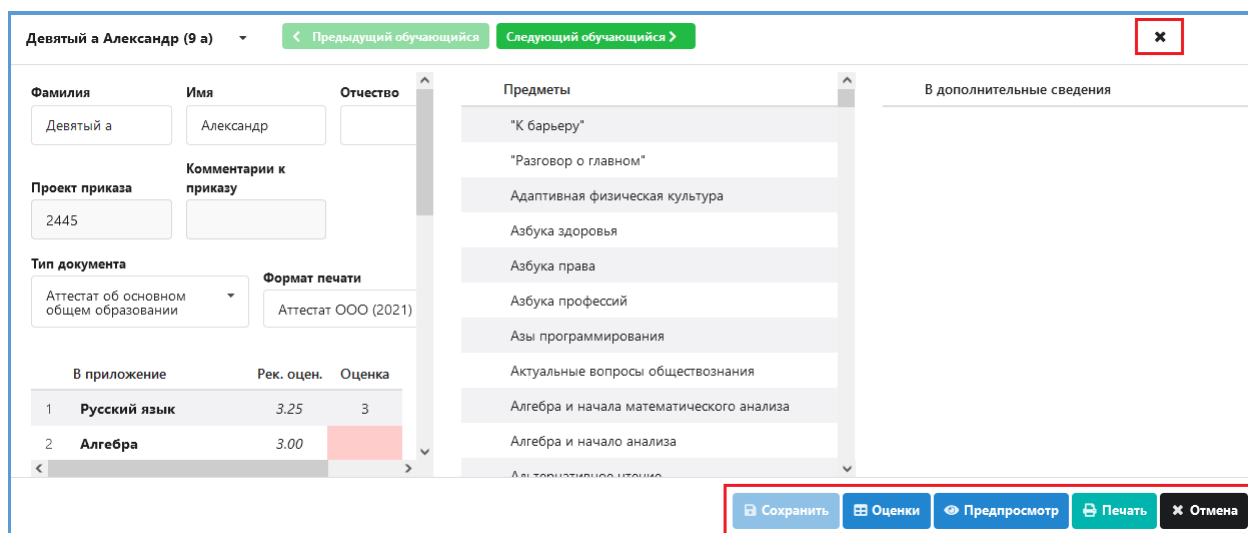 Девятый а Александр (9 а)
Предыдущий обучающийся
Следующий обучающийся
Фамилия
Имя
Отчество
Девятый а
Александр
Проект приказа
Комментарии к
приказу
2445
Тип документа
Формат печати
Аттестат об основном
общем образовании
Аттестат ООО (2021)
В приложение Рек. оцен. Оценка
1 Русский язык 3.25 3
2 Алгебра 3.00
Предметы
"К барьеру"
"Разговор о главном"
Адаптивная физическая культура
Азбука здоровья
Азбука права
Азбука профессий
Азы программирования
Актуальные вопросы обществознания
Алгебра и начала математического анализа
Алгебра и начало анализа
Альтернативное чтение
В дополнительные сведения
Сохранить
Оценки
Предпросмотр
Печать
Отмена